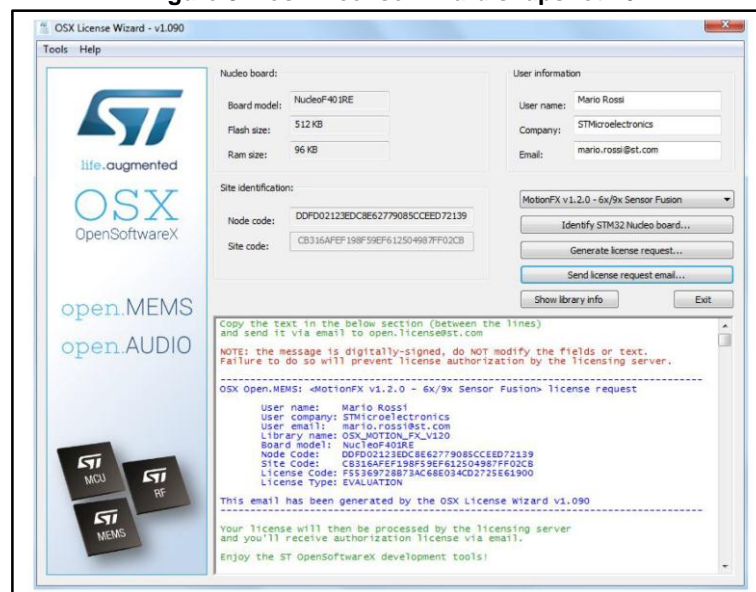 OSX License Wizard - v1.090
Tools Help
life.augmented
OSX
OpenSoftwareX
open.MEMS
open.AUDIO
MCU
RF
MEMS
Nucleo board:
Board model: NucleoF401RE
Flash size: 512 KB
Ram size: 96 KB
User information
User name: Mario Rossi
Company: STMicroelectronics
Email: mario.rossi@st.com
Site identification:
Node code: DDFD02123EDC8E62779085CCEED72139
Site code: CB316AFEF198F59EF612504987FF02CB
MotionFX v1.2.0 - 6x/9x Sensor Fusion
Identify STM32 Nucleo board...
Generate license request...
Send license request email...
Show library info Exit
Copy the text in the below section (between the lines)
and send it via email to open.license@st.com
NOTE: the message is digitally-signed, do NOT modify the fields or text.
Failure to do so will prevent license authorization by the licensing server.
OSX Open.MEMS: <MotionFX v1.2.0 - 6x/9x Sensor Fusion> license request
User name: Mario Rossi
User company: STMicroelectronics
User email: mario.rossi@st.com
Library name: OSX_MOTION_FX_V120
Board model: NucleoF401RE
Node Code: DDFD02123EDC8E62779085CCEED72139
Site Code: CB316AFEF198F59EF612504987FF02CB
License Code: F55369728873AC68E034CD2725E61900
License Type: EVALUATION
This email has been generated by the OSX License Wizard v1.090
Your license will then be processed by the licensing server
and you'll receive authorization license via email.
Enjoy the ST OpenSoftwareX development tools!